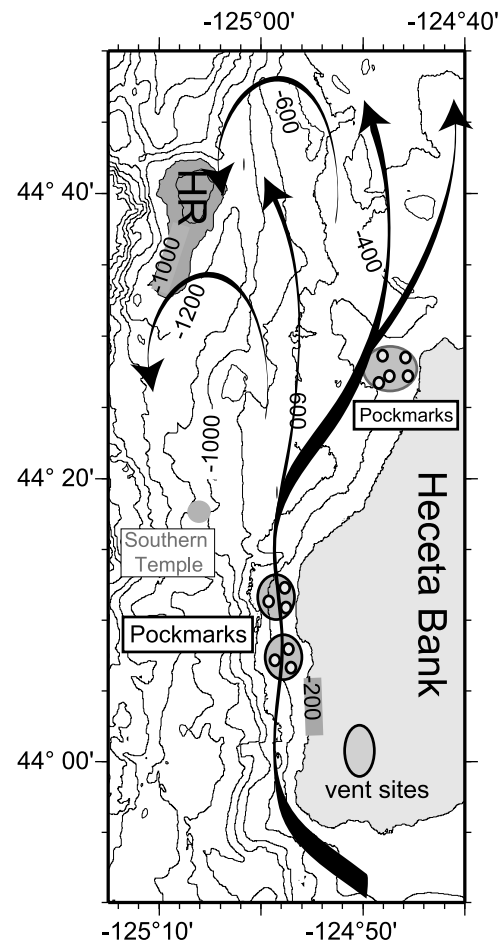 -125°00'
-124°40'
-600
44° 40'
HR
-400
-1000
-1200
600
Pockmarks
-1000
44° 20'
Heceta Bank
Southern
Temple
Pockmarks
-200
44° 00'
vent sites
-125°10'
-124°50'